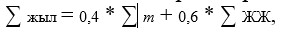 ∑ жыл = 0,4 * ∑ т + 0,6 * ∑ ЖЖ,